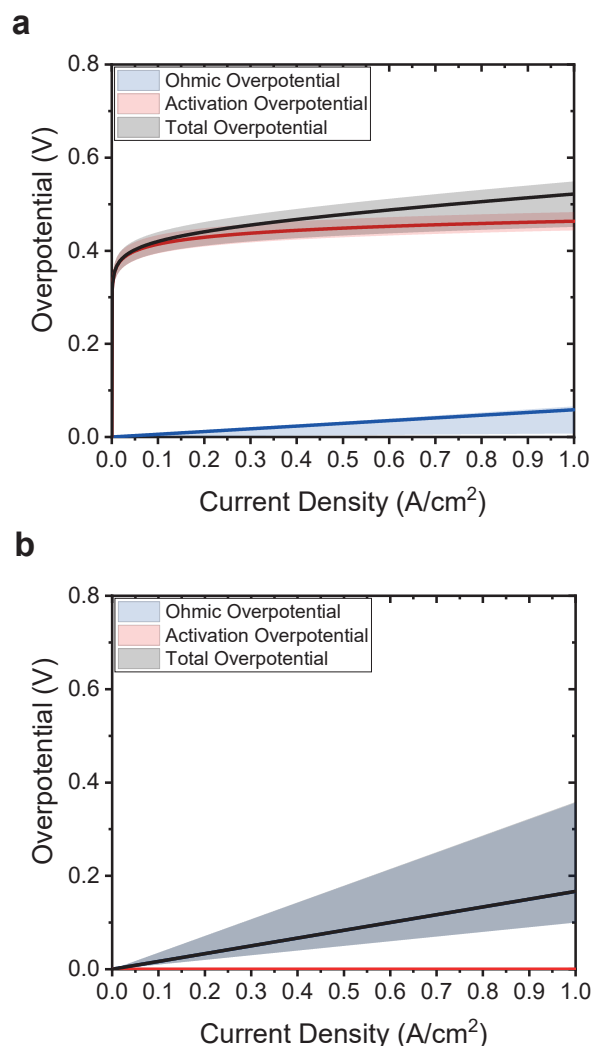 a
0.8
Ohmic Overpotential
Activation Overpotential
Total Overpotential
0.6
0.4
0.2
0.0
Overpotential (V)
0.0 0.1 0.2 0.3 0.4 0.5 0.6 0.7 0.8 0.9 1.0
Current Density (A/cm²)
b
0.8
Ohmic Overpotential
Activation Overpotential
Total Overpotential
0.6
0.4
0.2
0.0
Overpotential (V)
0.0 0.1 0.2 0.3 0.4 0.5 0.6 0.7 0.8 0.9 1.0
Current Density (A/cm²)